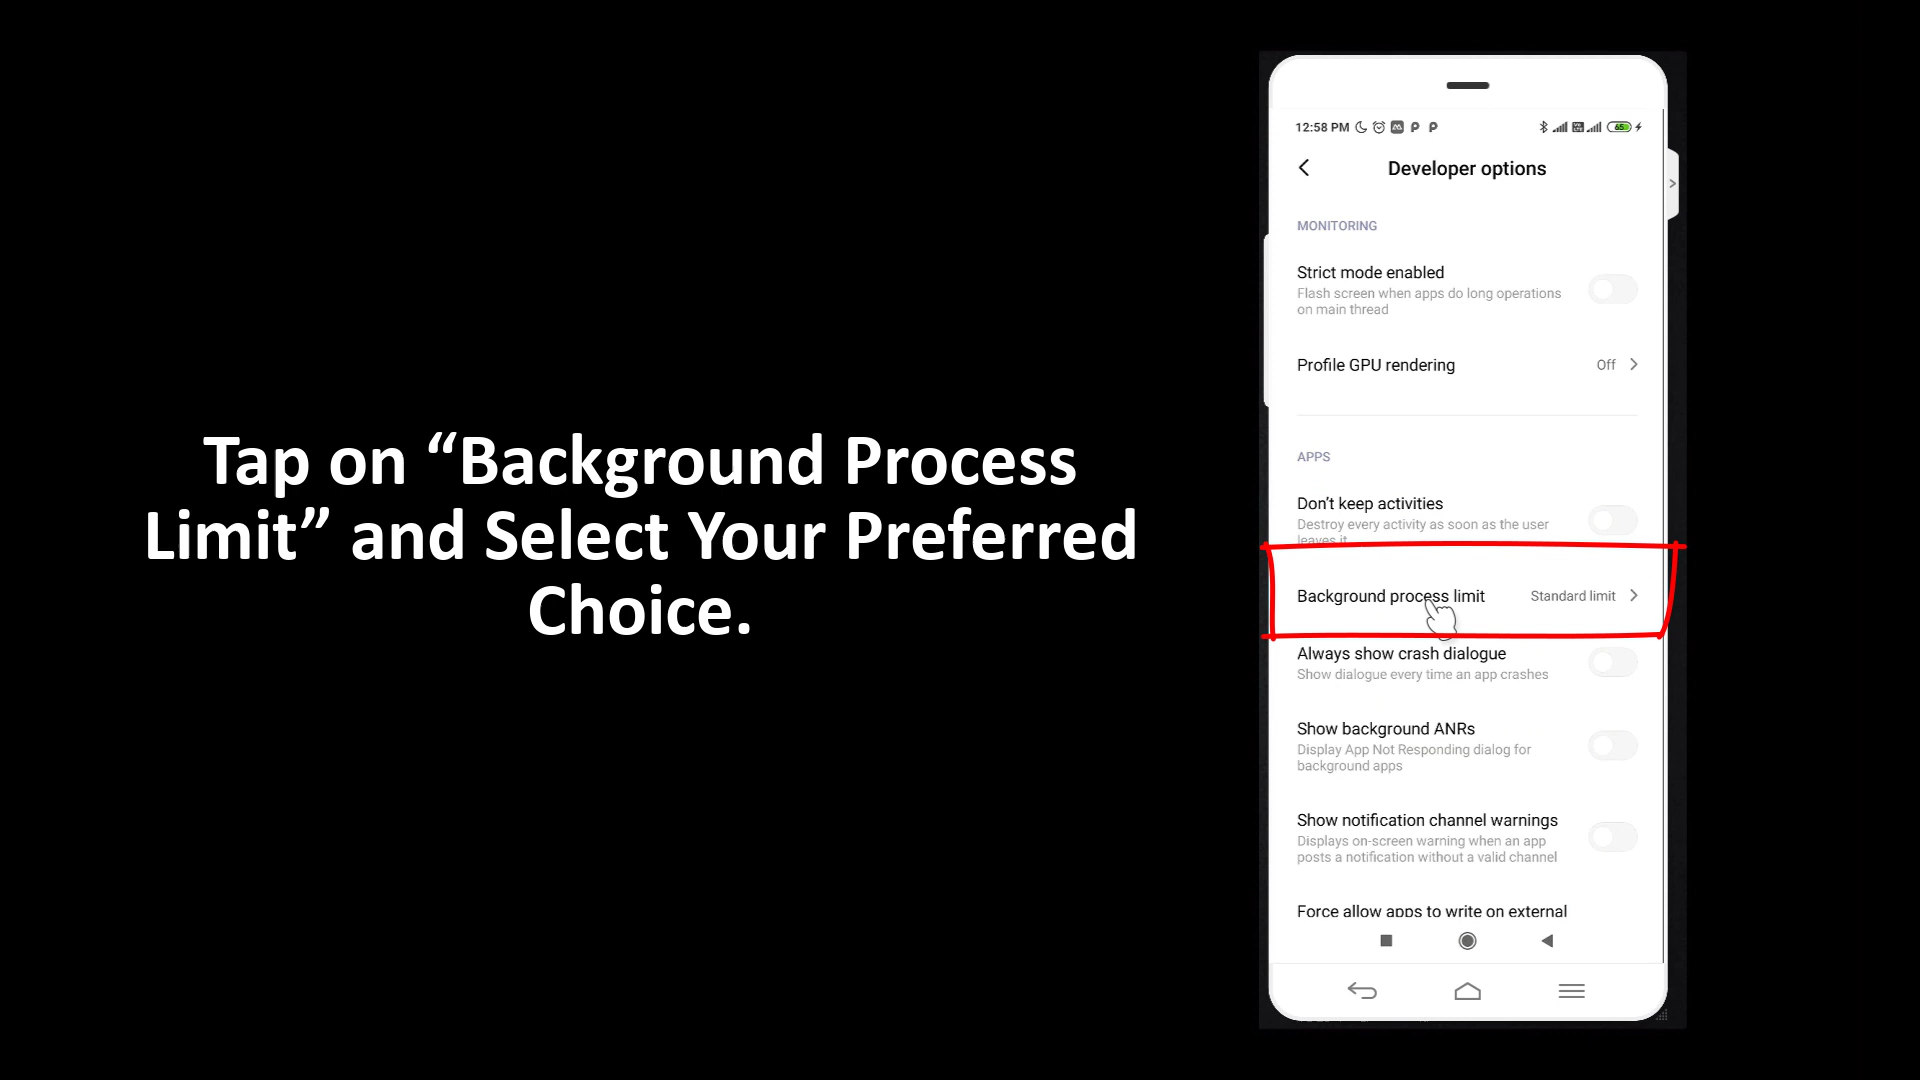 Tap on “Background Process
Limit” and Select Your Preferred
Choice.
12:58 PM
65
Developer options
MONITORING
Strict mode enabled
Flash screen when apps do long operations
on main thread
Profile GPU rendering
Off
APPS
Don’t keep activities
Destroy every activity as soon as the user
leaves it
Background process limit
Standard limit
Always show crash dialogue
Show dialogue every time an app crashes
Show background ANRs
Display App Not Responding dialog for
background apps
Show notification channel warnings
Displays on-screen warning when an app
posts a notification without a valid channel
Force allow apps to write on external